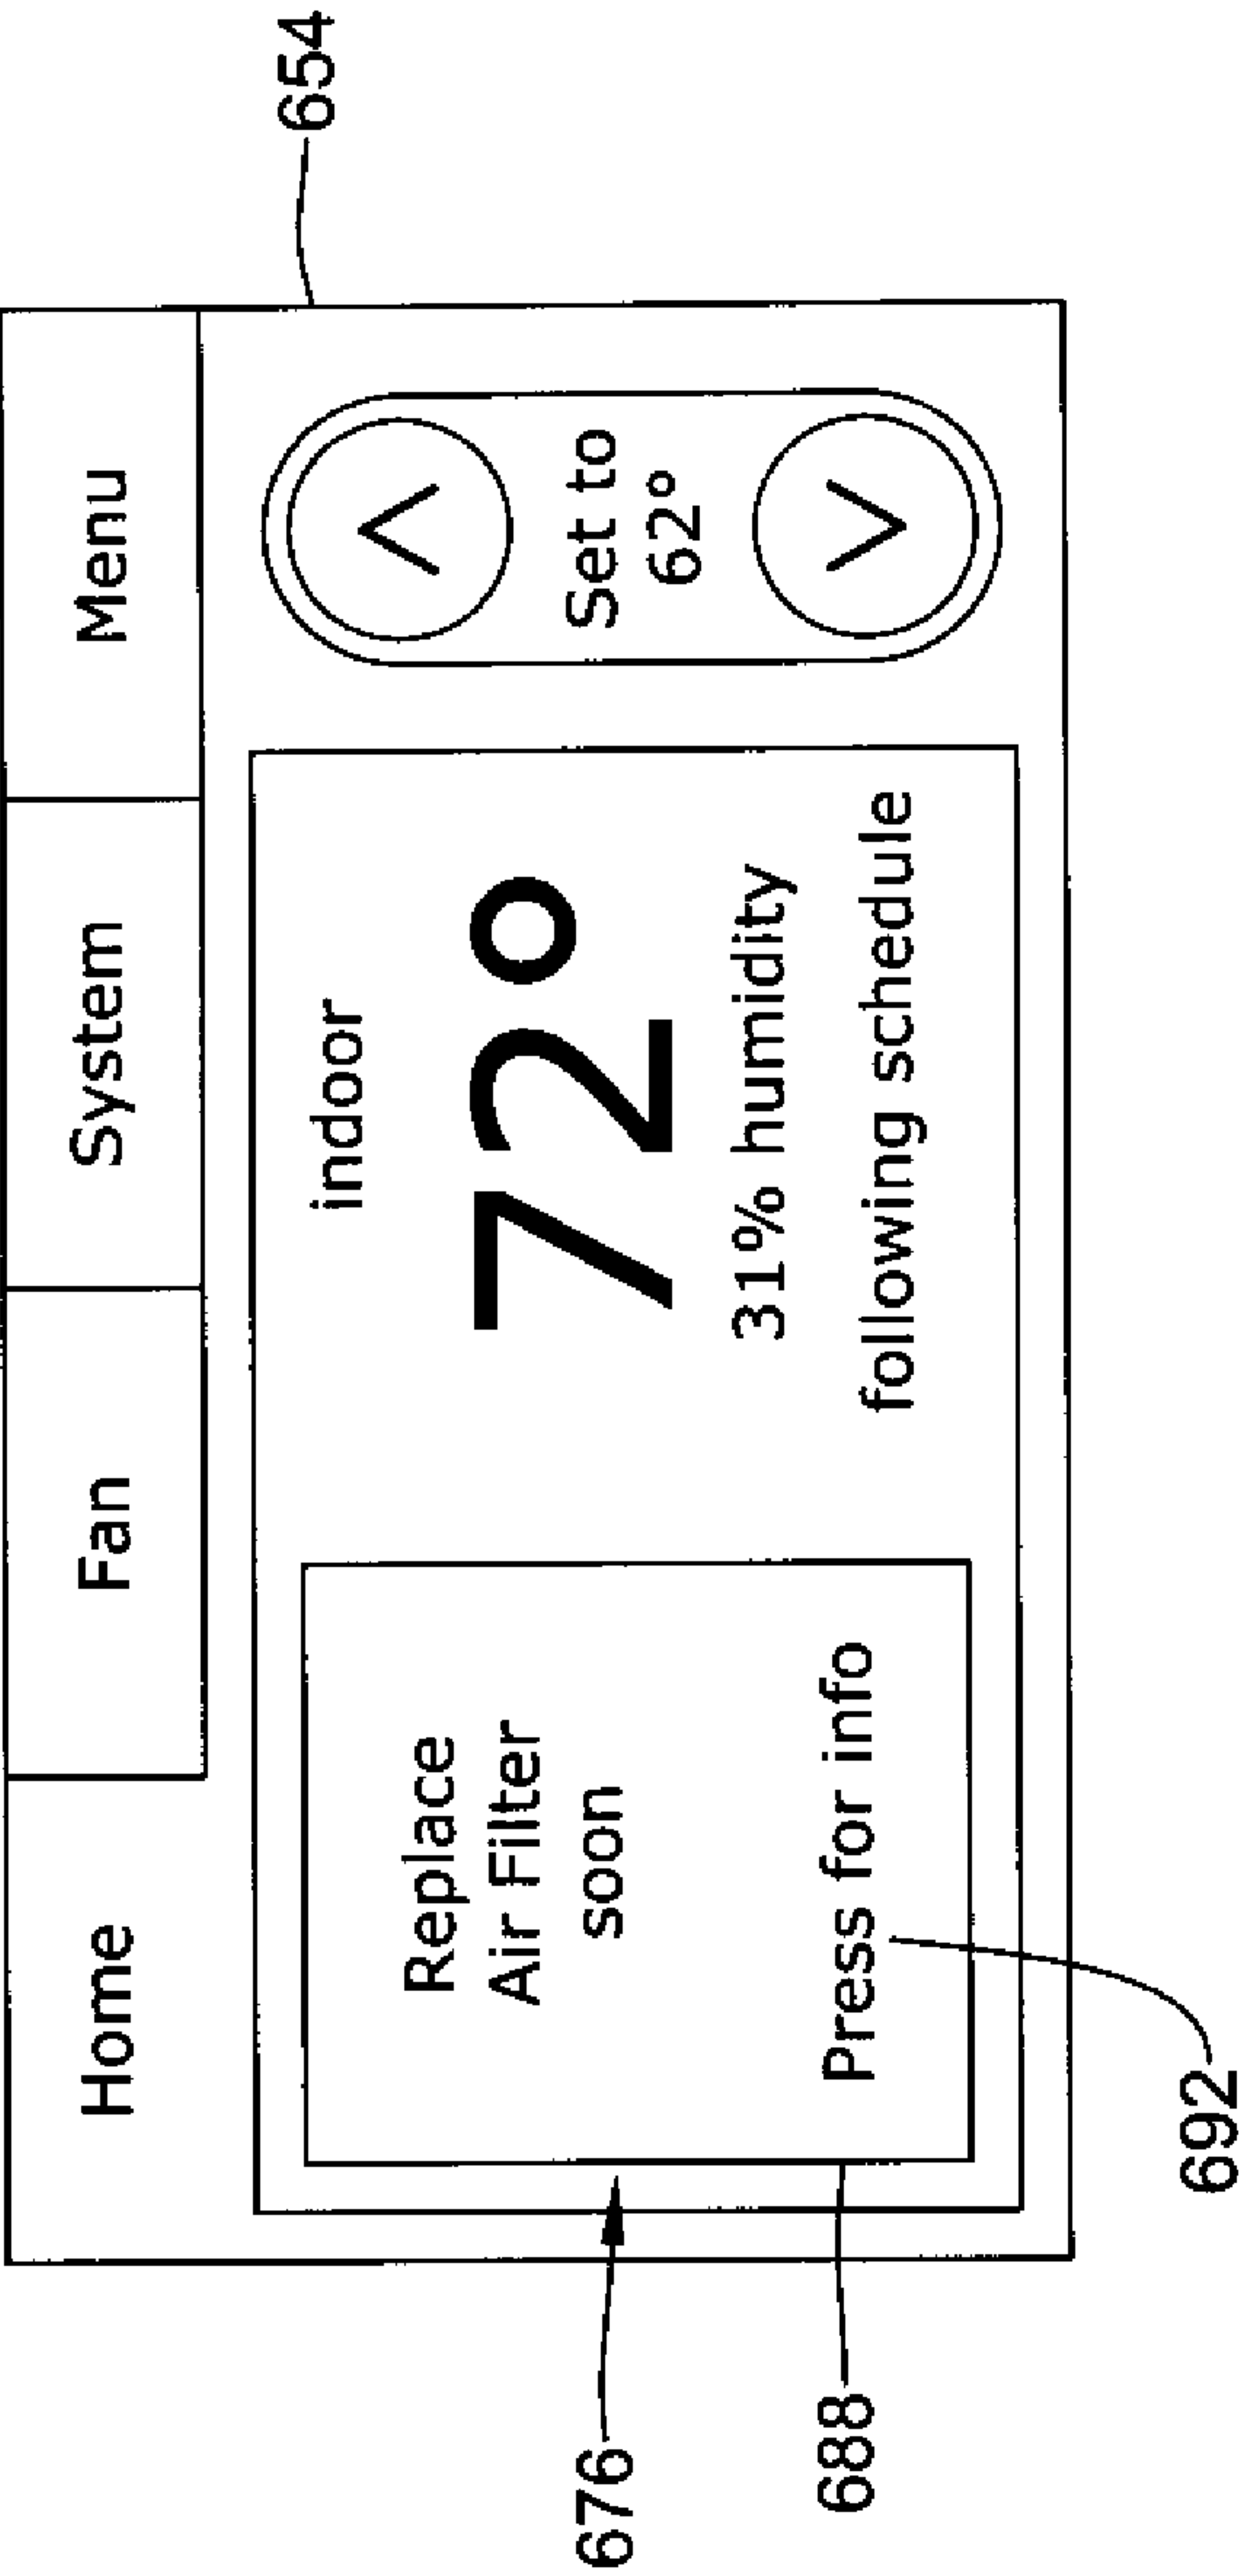 Home Fan System Menu
654
Replace
Air Filter
soon
Press for info
indoor
72°
31% humidity
following schedule
Set to
62°
676
688
692